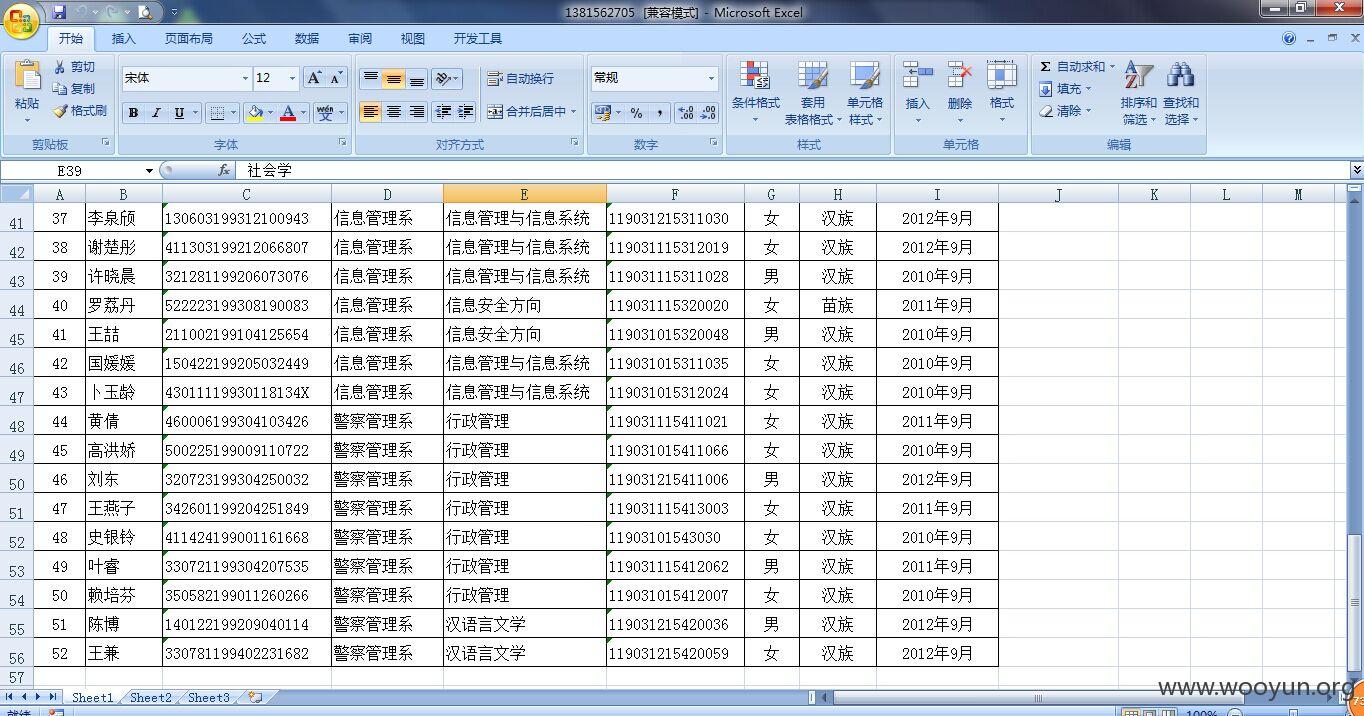 1381562705 [兼容模式] - Microsoft Excel
开始 插入 页面布局 公式 数据 审阅 视图 开发工具
粘贴 剪切 复制 格式刷 剪贴板
宋体 12 B I U 字体
自动换行 合并后居中 对齐方式
常规 % , 数字
条件格式 套用表格格式 单元格样式 样式
插入 删除 格式 单元格
Σ 自动求和 填充 清除 排序和筛选 查找和选择 编辑
E39 fx 社会学
A B C D E F G H I J K L M
41 37 李泉颀 130603199312100943 信息管理系 信息管理与信息系统 119031215311030 女 汉族 2012年9月
42 38 谢楚彤 411303199212066807 信息管理系 信息管理与信息系统 119031115312019 女 汉族 2012年9月
43 39 许晓晨 321281199206073076 信息管理系 信息管理与信息系统 119031115311028 男 汉族 2010年9月
44 40 罗荔丹 522223199308190083 信息管理系 信息安全方向 119031115320020 女 苗族 2011年9月
45 41 王喆 211002199104125654 信息管理系 信息安全方向 119031015320048 男 汉族 2010年9月
46 42 国媛媛 150422199205032449 信息管理系 信息管理与信息系统 119031015311035 女 汉族 2010年9月
47 43 卜玉龄 43011119930118134X 信息管理系 信息管理与信息系统 119031015312024 女 汉族 2010年9月
48 44 黄倩 460006199304103426 警察管理系 行政管理 119031115411021 女 汉族 2011年9月
49 45 高洪娇 500225199009110722 警察管理系 行政管理 119031015411066 女 汉族 2010年9月
50 46 刘东 320723199304250032 警察管理系 行政管理 119031215411006 男 汉族 2012年9月
51 47 王燕子 342601199204251849 警察管理系 行政管理 119031115413003 女 汉族 2011年9月
52 48 史银铃 411424199001161668 警察管理系 行政管理 11903101543030 女 汉族 2010年9月
53 49 叶睿 330721199304207535 警察管理系 行政管理 119031115412062 男 汉族 2011年9月
54 50 赖培芬 350582199011260266 警察管理系 行政管理 119031015412007 女 汉族 2010年9月
55 51 陈博 140122199209040114 警察管理系 汉语言文学 119031215420036 男 汉族 2012年9月
56 52 王兼 330781199402231682 警察管理系 汉语言文学 119031215420059 女 汉族 2012年9月
57
Sheet1 Sheet2 Sheet3
www.wooyun.org
就绪 100%